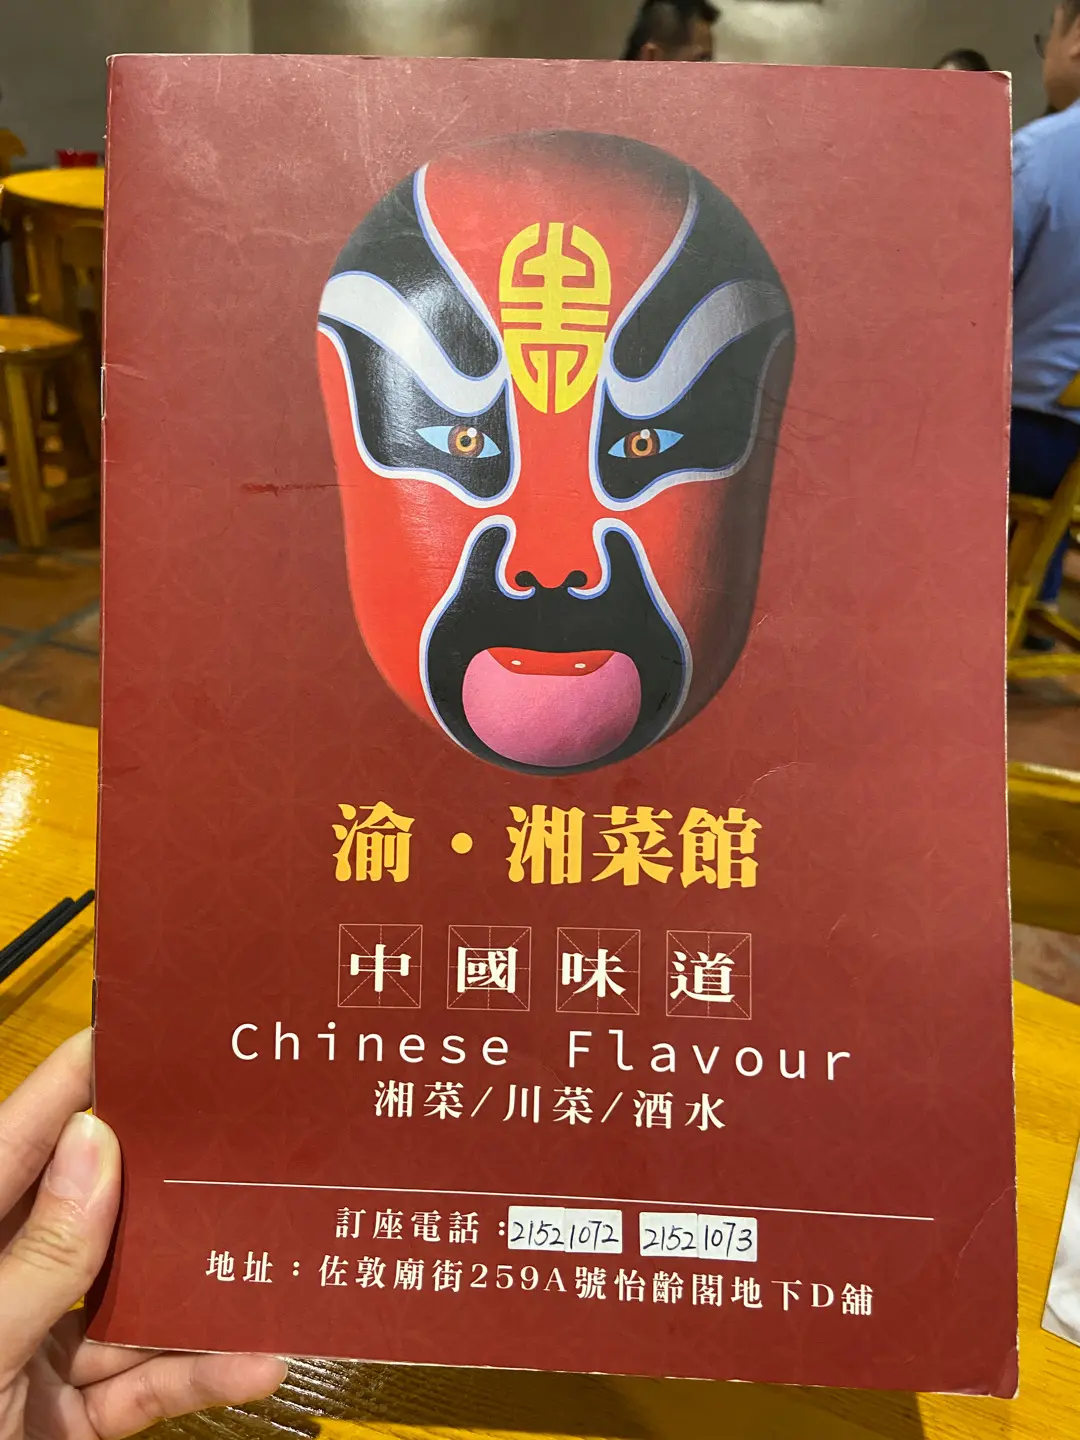 渝・湘菜館
中國味道
Chinese Flavour
湘菜/川菜/酒水
訂座電話：21521072 21521073
地址：佐敦廟街259A號怡齡閣地下D舖